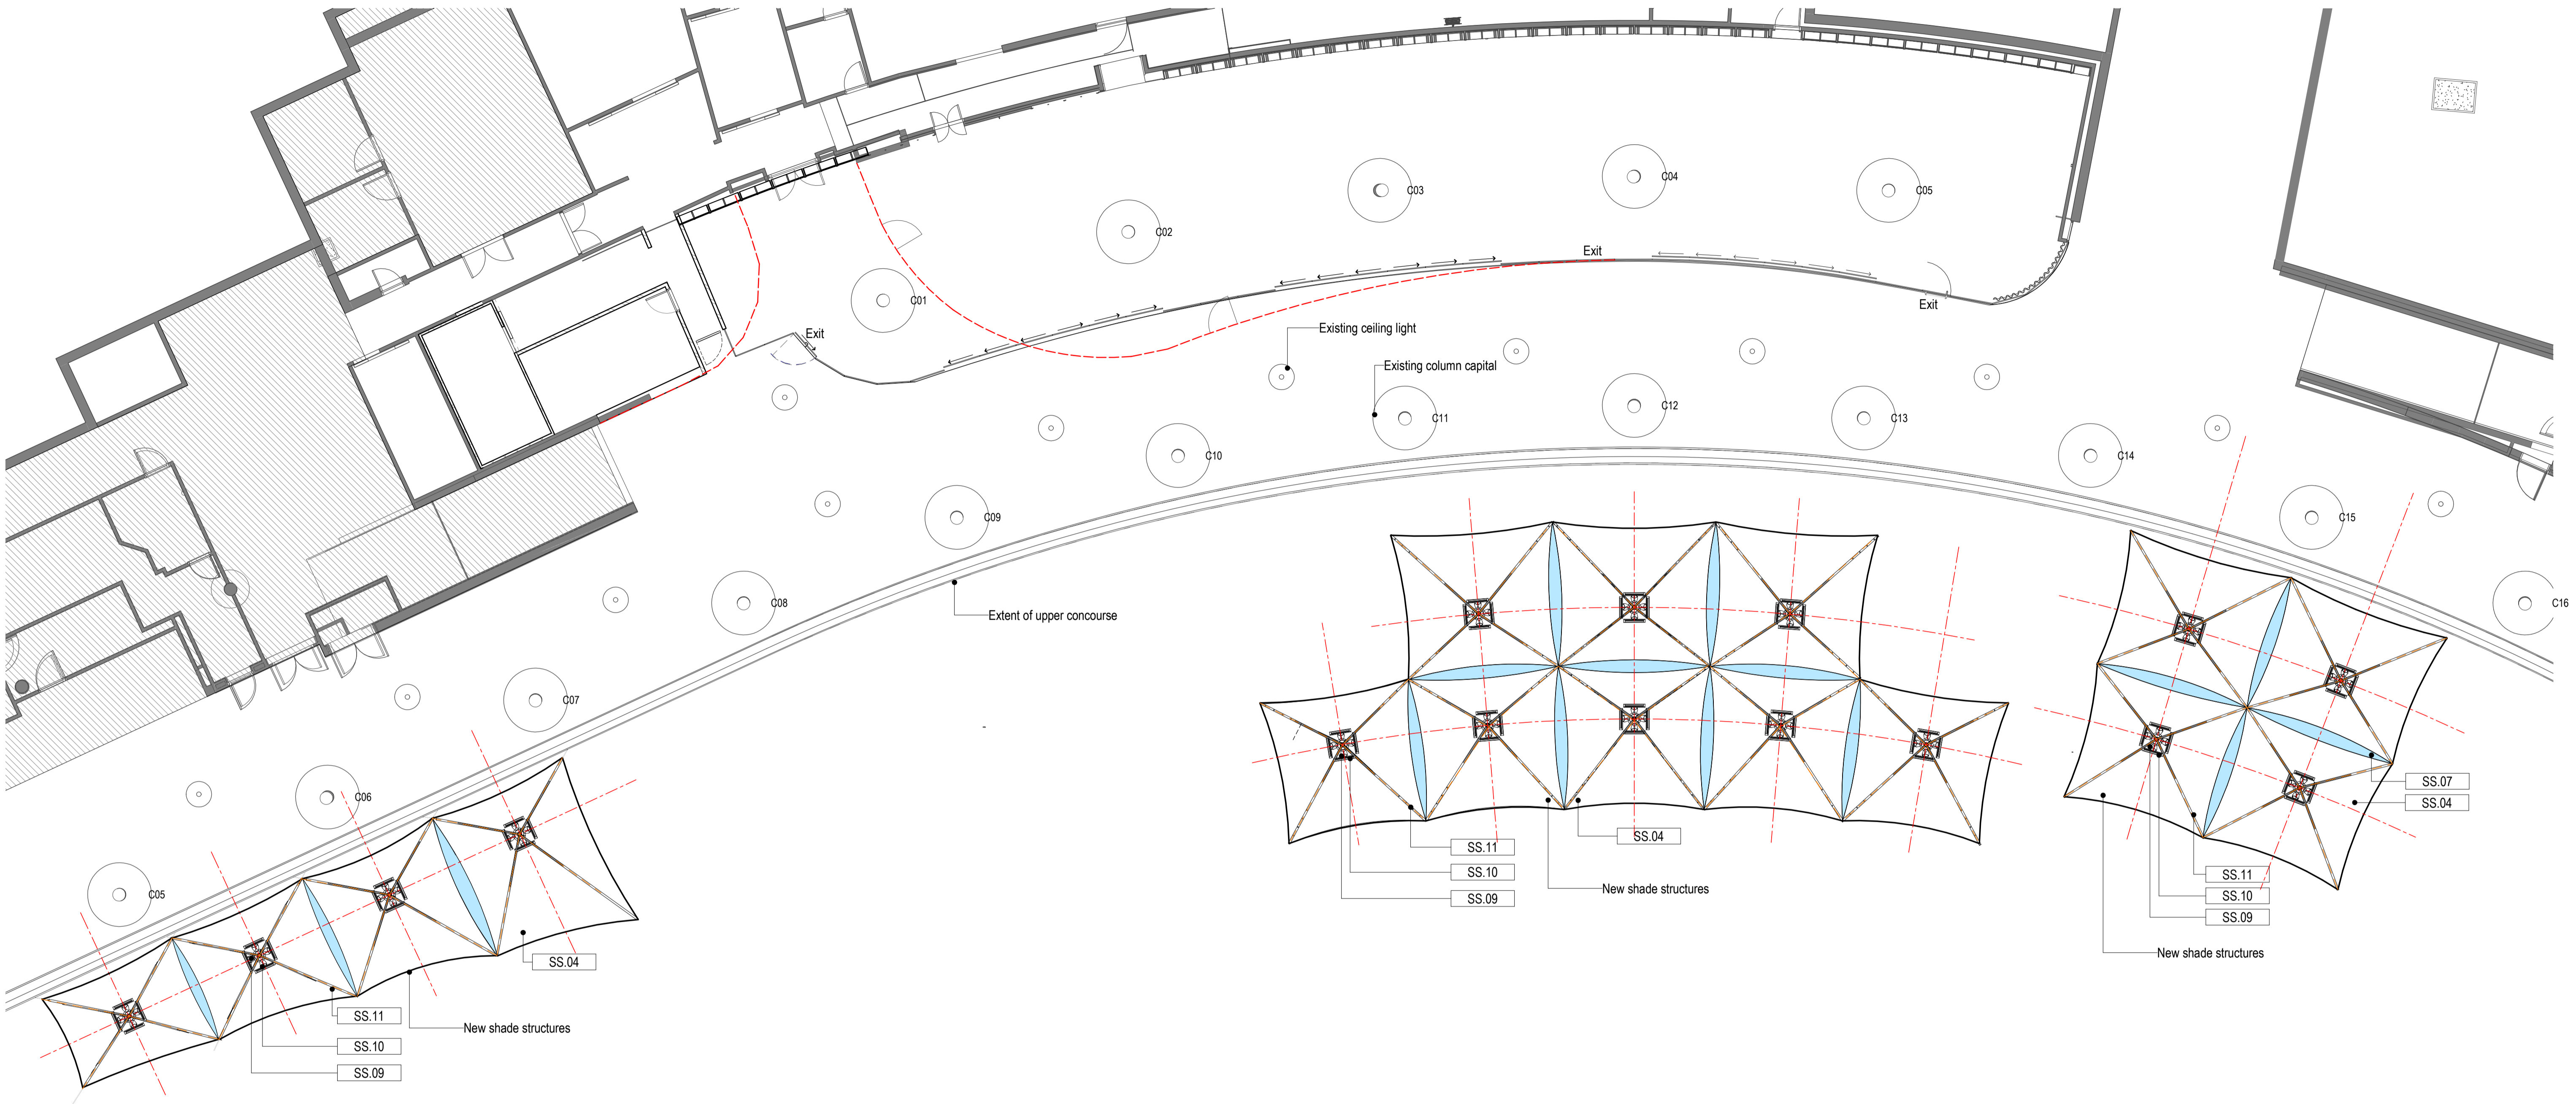 C03
C04
C05
C02
Exit
C01
Exit
Exit
Existing ceiling light
Existing column capital
C11
C12
C13
C10
C14
C09
C15
C08
C16
Extent of upper concourse
C07
C06
C05
SS.04
SS.11
New shade structures
SS.10
SS.09
SS.04
SS.11
SS.10
New shade structures
SS.09
SS.07
SS.04
SS.11
SS.10
SS.09
New shade structures